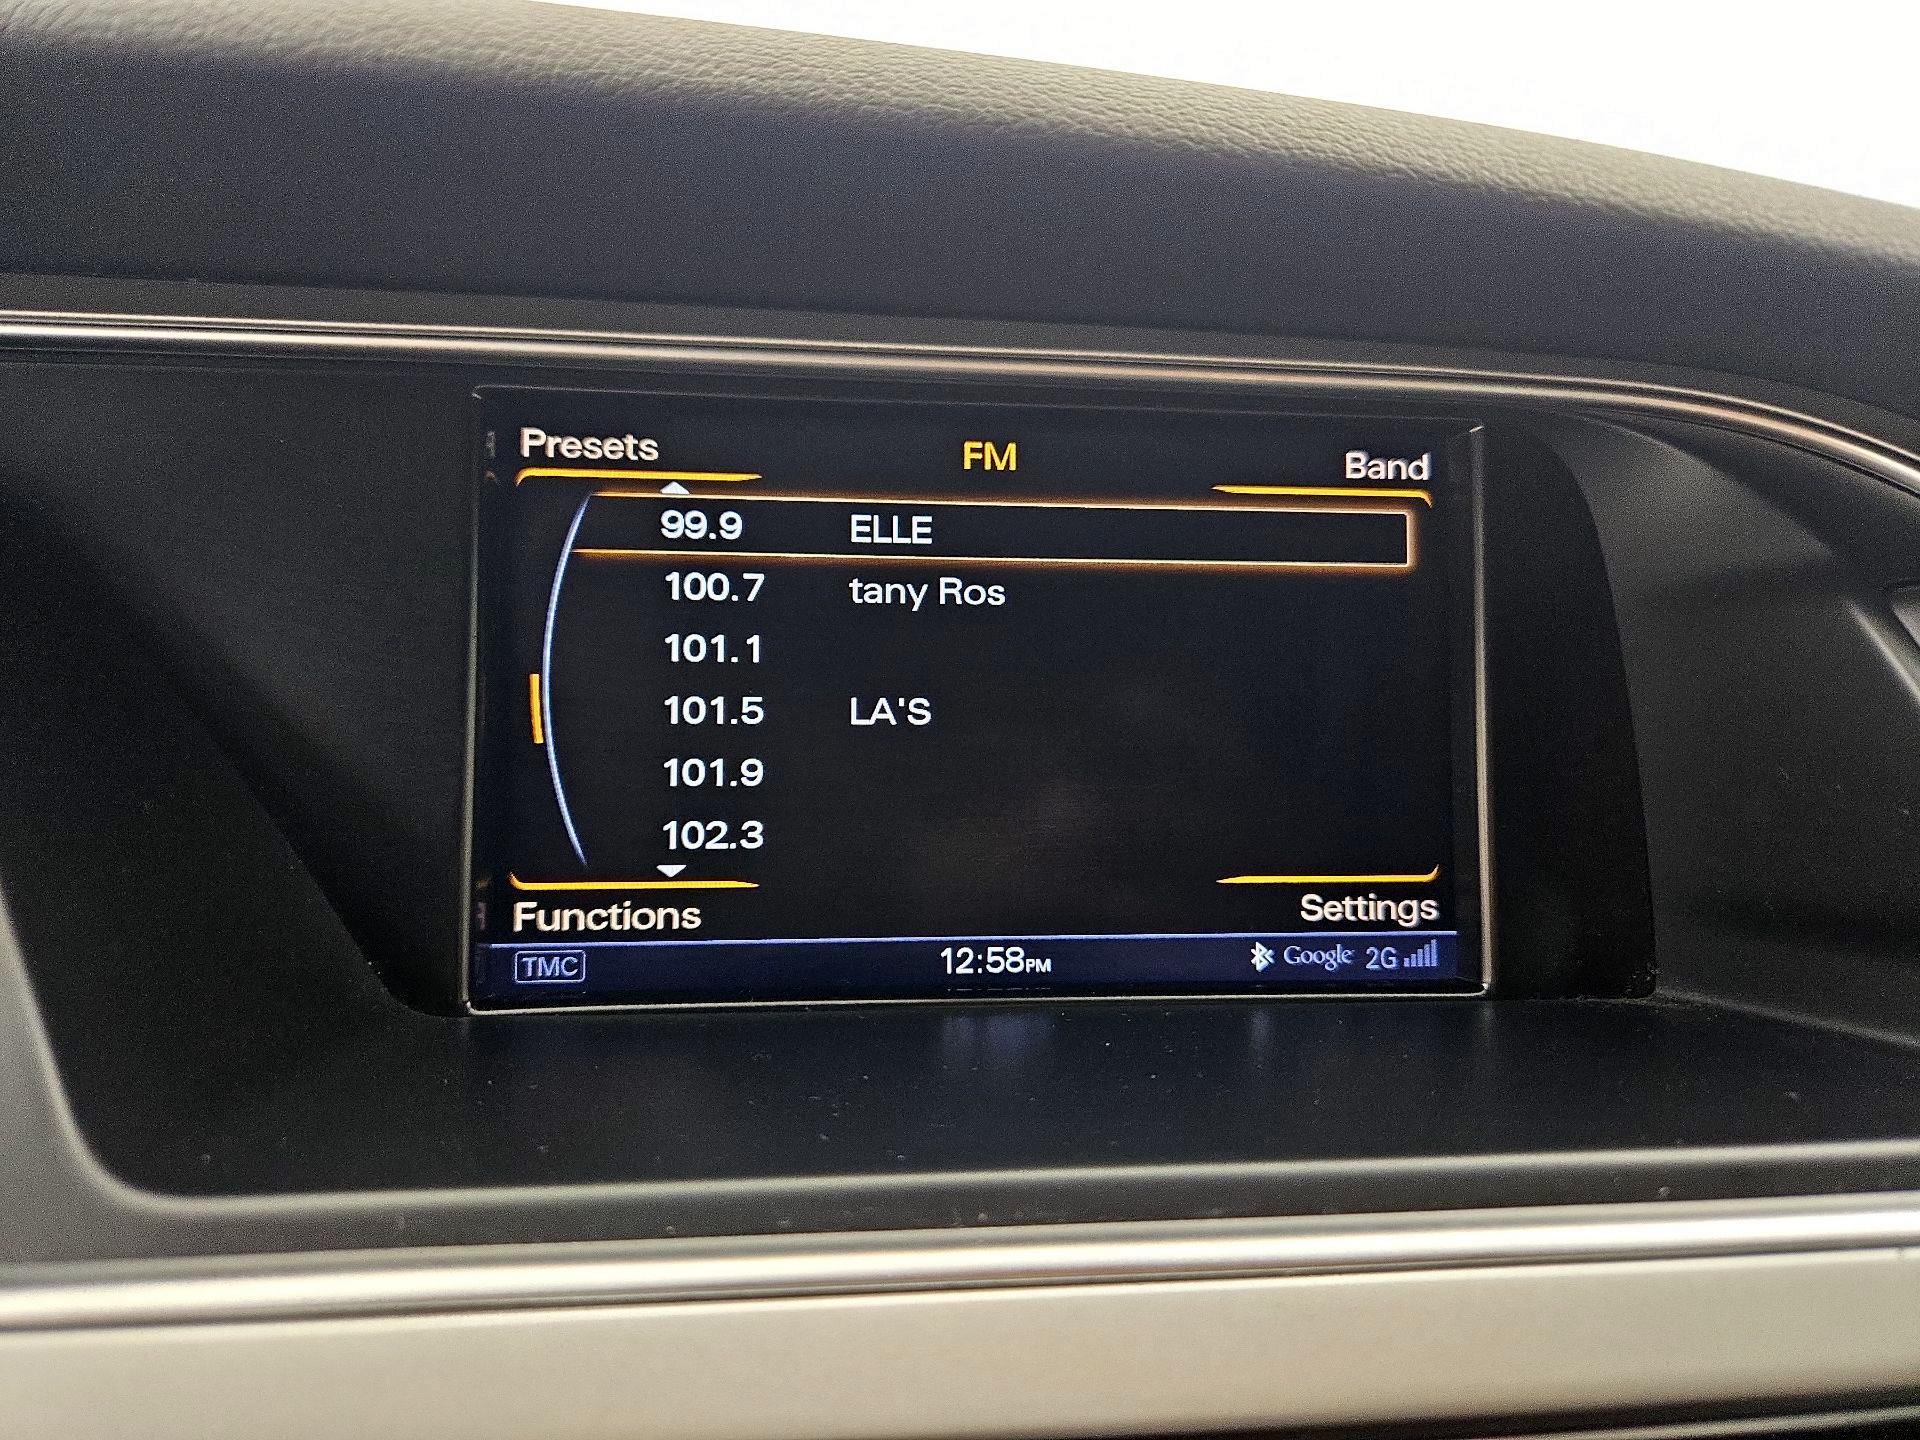 Presets FM Band
99.9 ELLE
100.7 tany Ros
101.1
101.5 LA'S
101.9
102.3
Functions Settings
TMC 12:58PM Google 2G